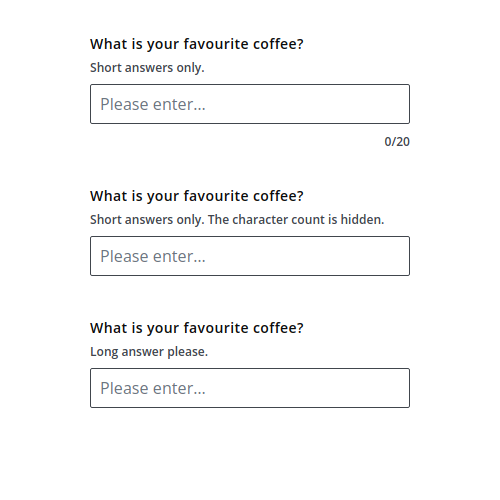 What is your favourite coffee?
Short answers only.
Please enter...
0/20
What is your favourite coffee?
Short answers only. The character count is hidden.
Please enter...
What is your favourite coffee?
Long answer please.
Please enter...